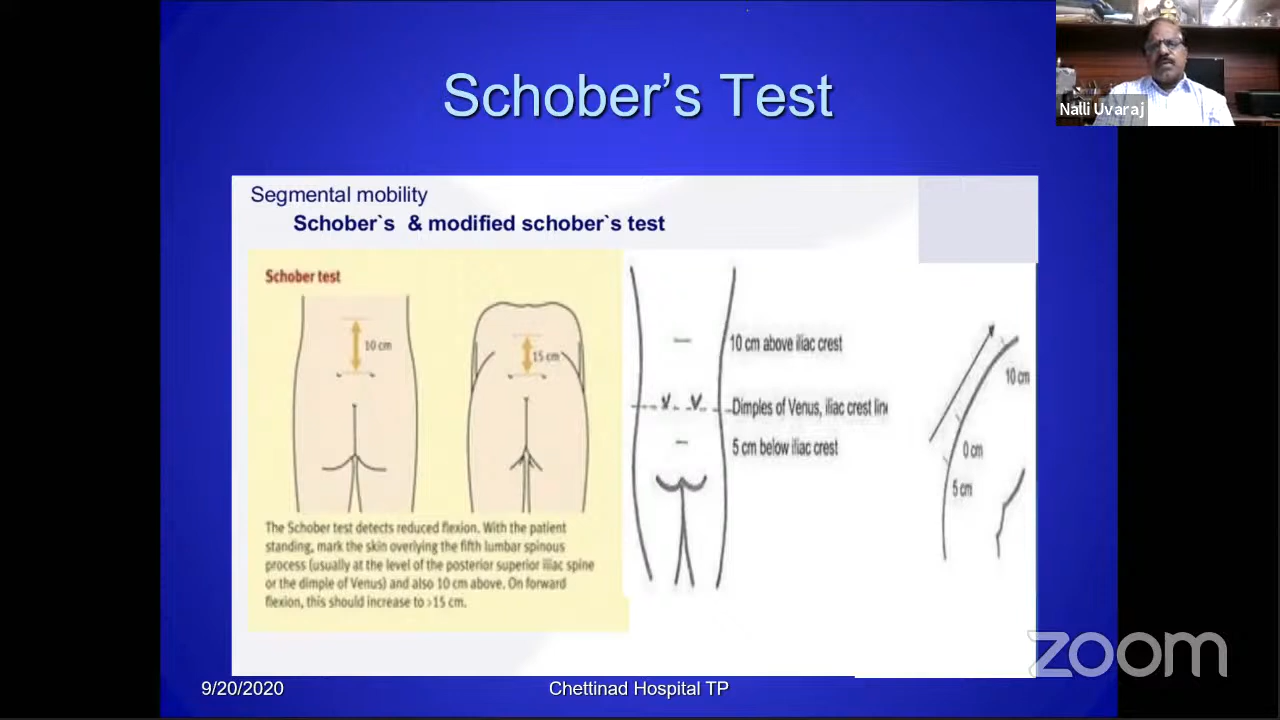 Schober’s Test
Nalli Uvaraj
Segmental mobility
Schober`s & modified schober`s test
Schober test
10 cm
15 cm
The Schober test detects reduced flexion. With the patient
standing, mark the skin overlying the fifth lumbar spinous
process (usually at the level of the posterior superior iliac spine
or the dimple of Venus) and also 10 cm above. On forward
flexion, this should increase to >15 cm.
10 cm above iliac crest
Dimples of Venus, iliac crest line
5 cm below iliac crest
10 cm
0 cm
5 cm
9/20/2020
Chettinad Hospital TP
zoom